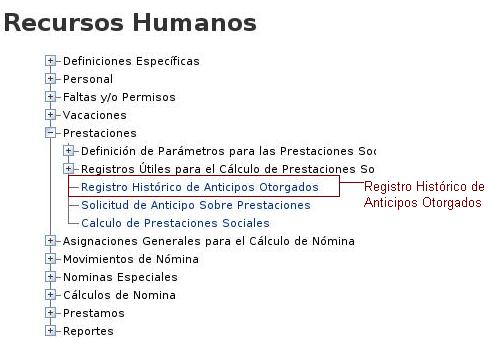 Recursos Humanos
Definiciones Específicas
Personal
Faltas y/o Permisos
Vacaciones
Prestaciones
Definición de Parámetros para las Prestaciones Soc
Registros Útiles para el Cálculo de Prestaciones So
Registro Histórico de Anticipos Otorgados
Registro Histórico de
Anticipos Otorgados
Solicitud de Anticipo Sobre Prestaciones
Calculo de Prestaciones Sociales
Asignaciones Generales para el Cálculo de Nómina
Movimientos de Nómina
Nominas Especiales
Cálculos de Nomina
Prestamos
Reportes